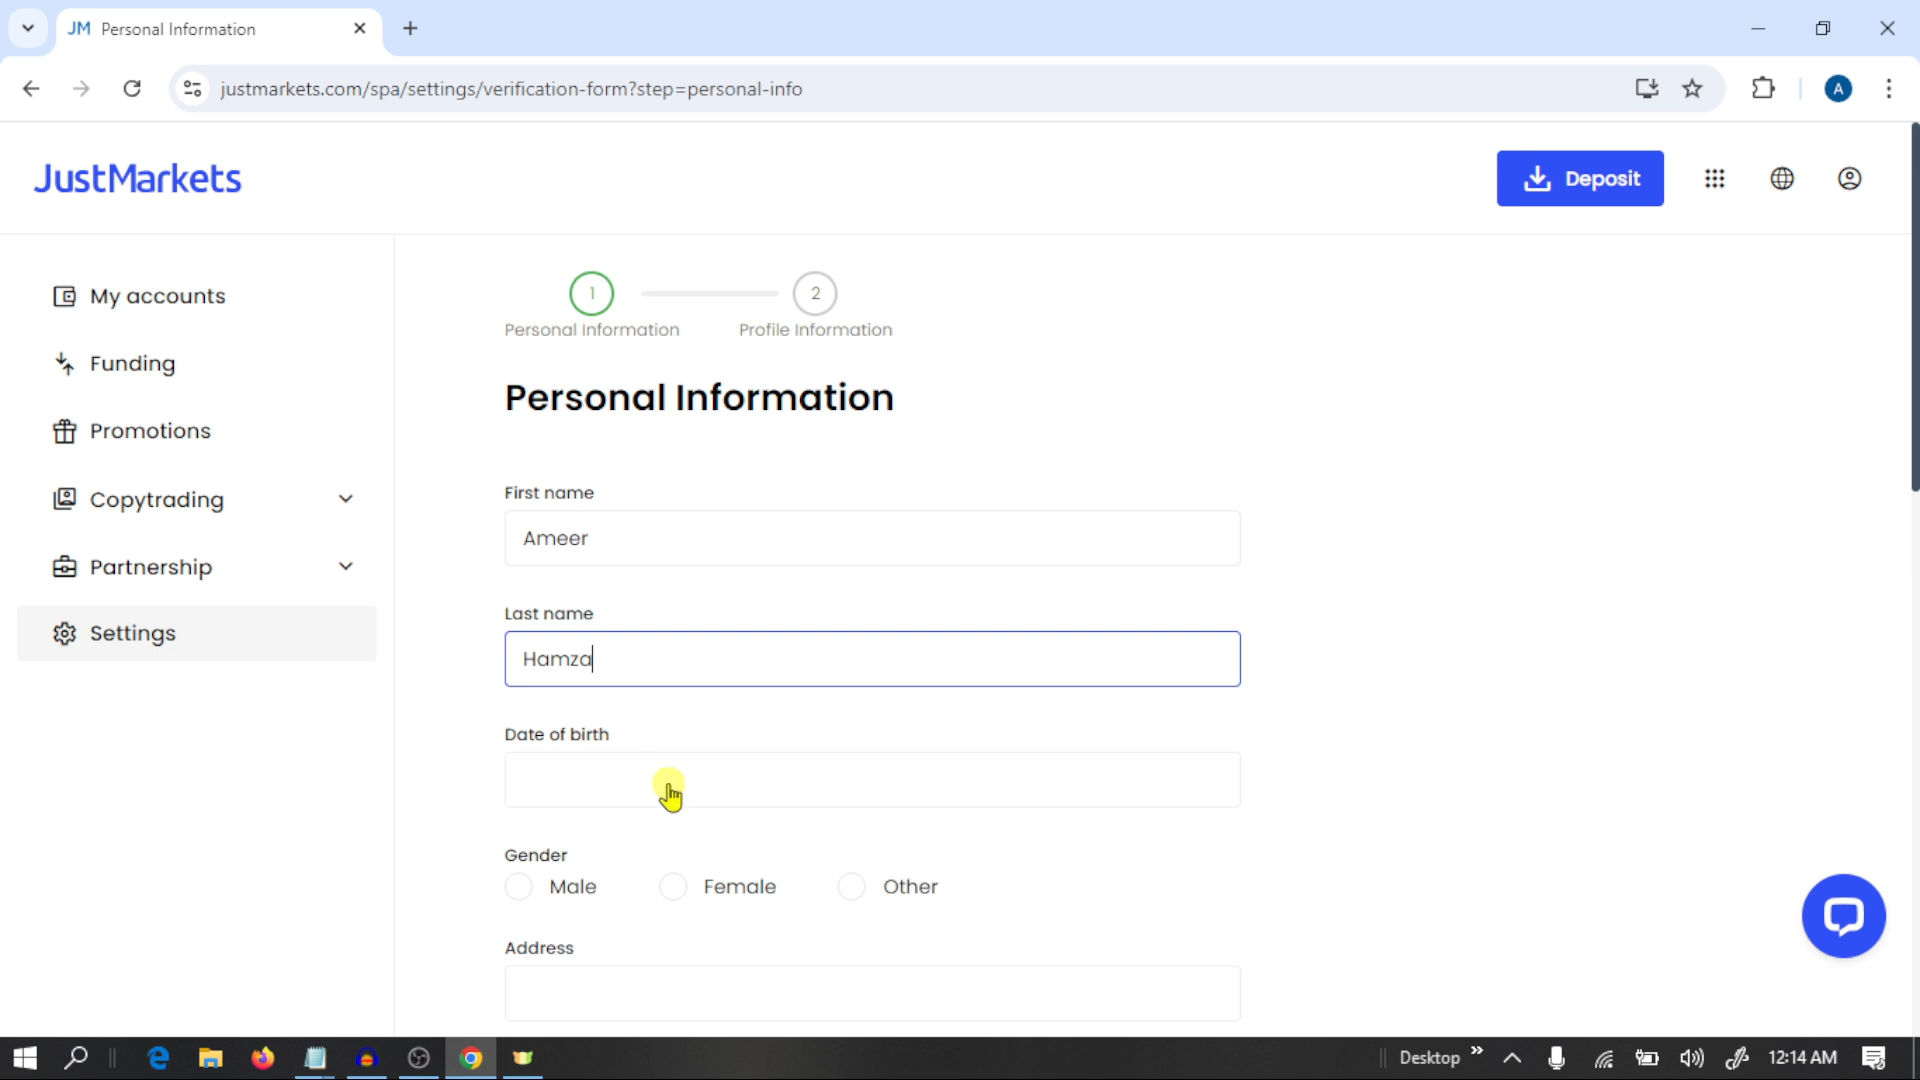 JM Personal Information
justmarkets.com/spa/settings/verification-form?step=personal-info
A
JustMarkets
Deposit
My accounts
Funding
Promotions
Copytrading
Partnership
Settings
1
2
Personal Information
Profile Information
Personal Information
First name
Ameer
Last name
Hamza
Date of birth
Gender
Male
Female
Other
Address
Desktop
12:14 AM